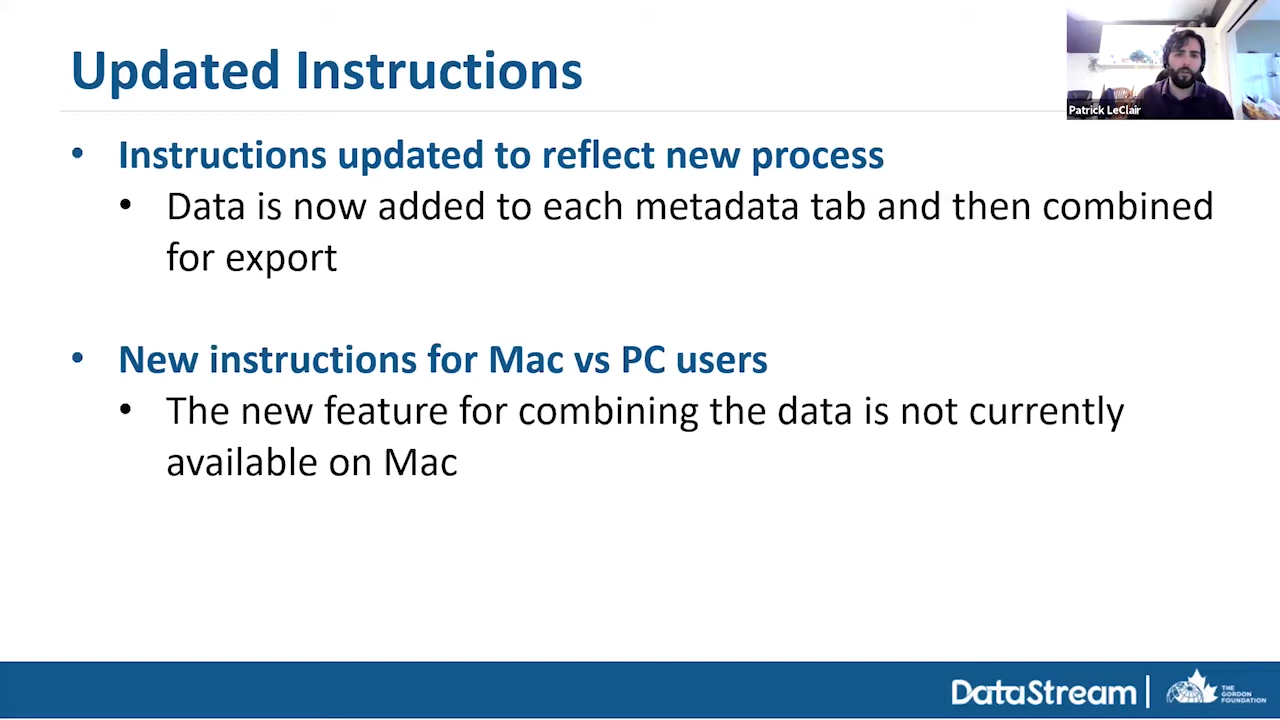 Updated Instructions
Patrick LeClair
• Instructions updated to reflect new process
• Data is now added to each metadata tab and then combined
for export
• New instructions for Mac vs PC users
• The new feature for combining the data is not currently
available on Mac
DataStream
THE
GORDON
FOUNDATION